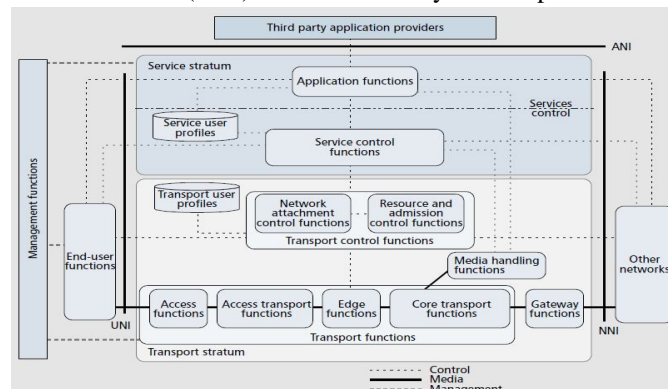 Third party application providers
ANI
Service stratum
Application functions
Services
control
Service user
profiles
Service control
functions
Management functions
Transport user
profiles
Network
attachment
control functions
Resource and
admission control
functions
Transport control functions
End-user
functions
Media handling
functions
Other
networks
Access
functions
Access transport
functions
Edge
functions
Core transport
functions
Gateway
functions
UNI
NNI
Transport functions
Transport stratum
Control
Media
Management